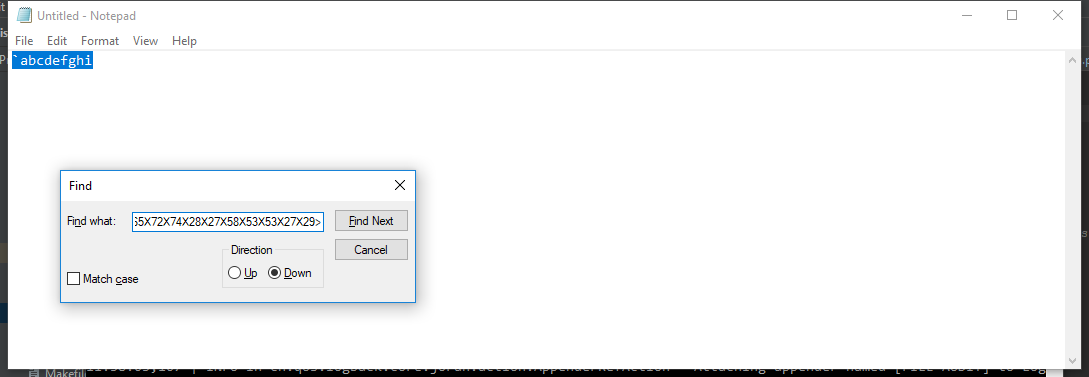 Untitled - Notepad
File Edit Format View Help
`abcdefghi
Find
Find what: 65X72X74X28X27X58X53X53X27X29> Find Next
Direction Cancel
Match case Up Down